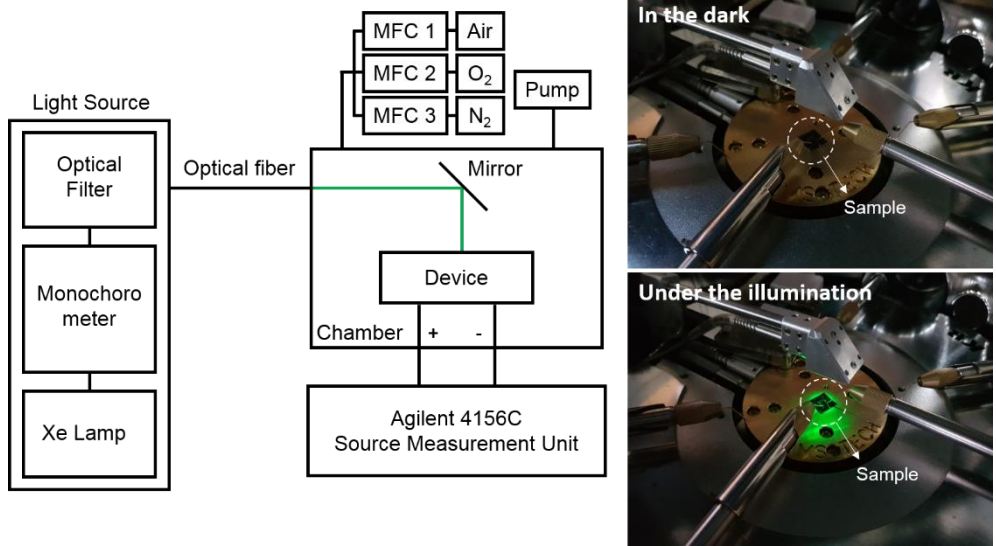 MFC 1
Air
MFC 2
O₂
MFC 3
N₂
Pump
Light Source
Optical
Filter
Monochoro
meter
Xe Lamp
Optical fiber
Mirror
Device
Chamber
+
-
Agilent 4156C
Source Measurement Unit
In the dark
Sample
Under the illumination
Sample